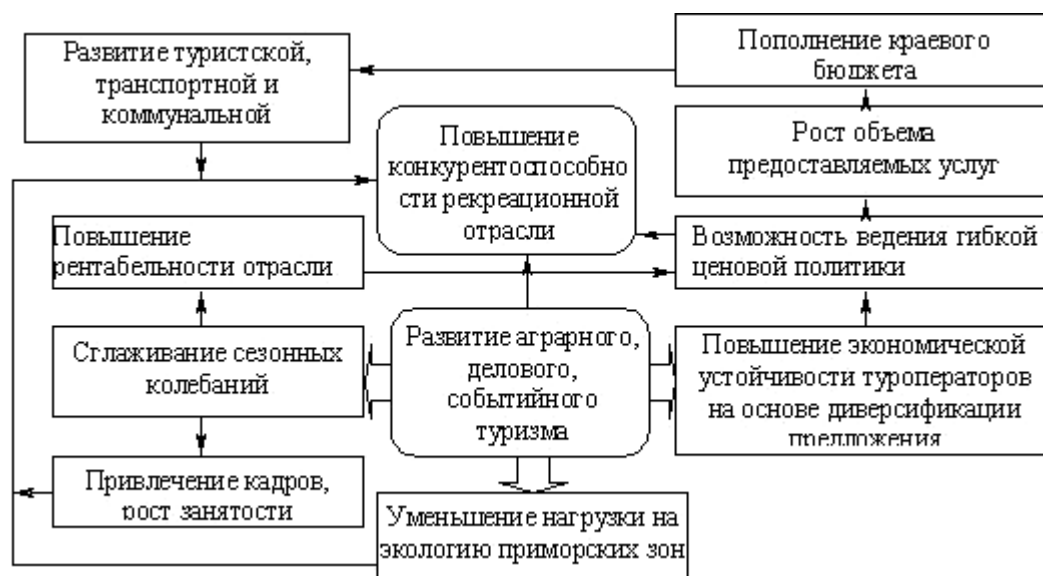 Развитие туристской,
транспортной и
коммунальной
Пополнение краевого
бюджета
Повышение
конкурентоспособно
сти рекреационной
отрасли
Рост объема
предоставляемых услуг
Повышение
рентабельности отрасли
Возможность ведения гибкой
ценовой политики
Сглаживание сезонных
колебаний
Развитие аграрного,
делового,
событийного
туризма
Повышение экономической
устойчивости туроператоров
на основе диверсификации
предложения
Привлечение кадров,
рост занятости
Уменьшение нагрузки на
экологию приморских зон